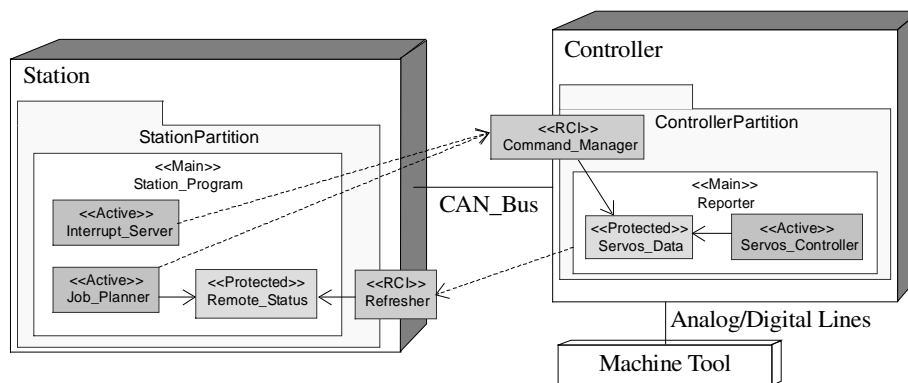 Station
StationPartition
<<Main>>
Station_Program
<<Active>>
Interrupt_Server
<<Active>>
Job_Planner
<<Protected>>
Remote_Status
<<RCI>>
Refresher
CAN_Bus
Controller
ControllerPartition
<<RCI>>
Command_Manager
<<Main>>
Reporter
<<Protected>>
Servos_Data
<<Active>>
Servos_Controller
Analog/Digital Lines
Machine Tool